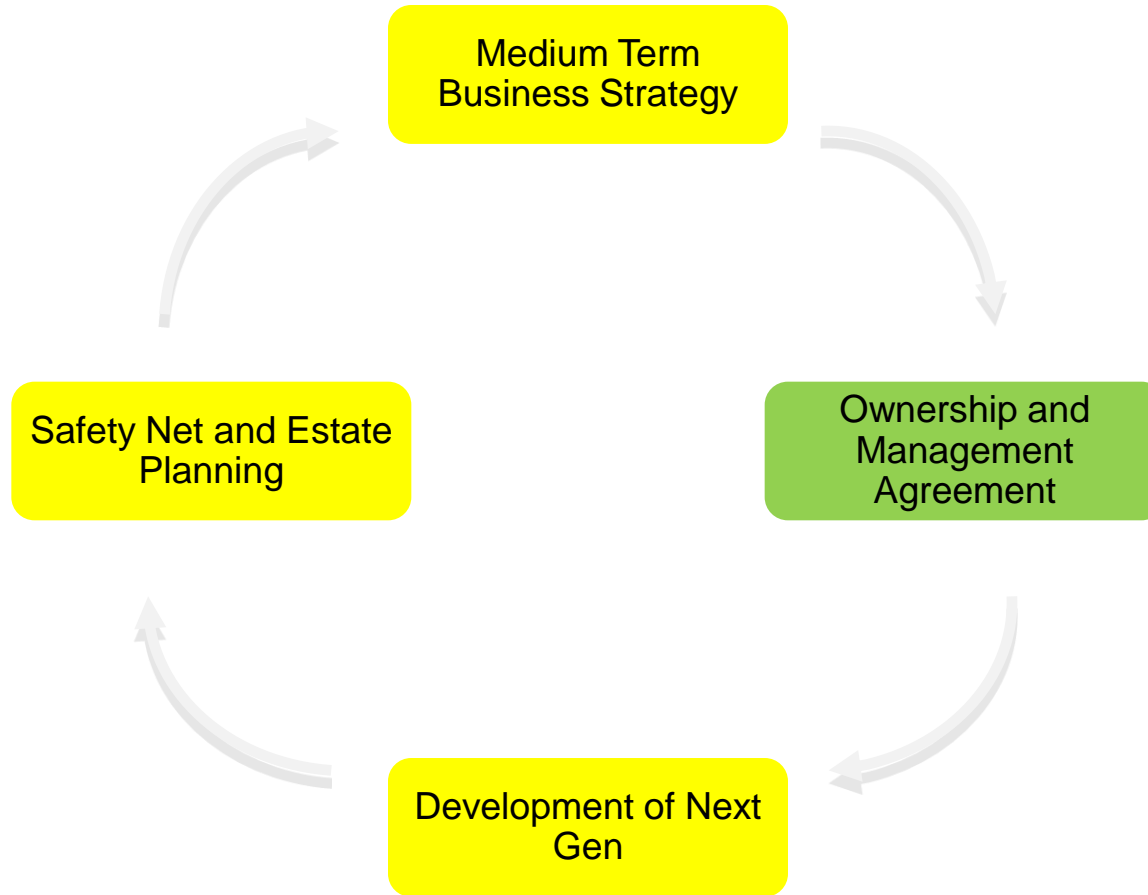 Medium Term
Business Strategy
Safety Net and Estate
Planning
Ownership and
Management
Agreement
Development of Next
Gen